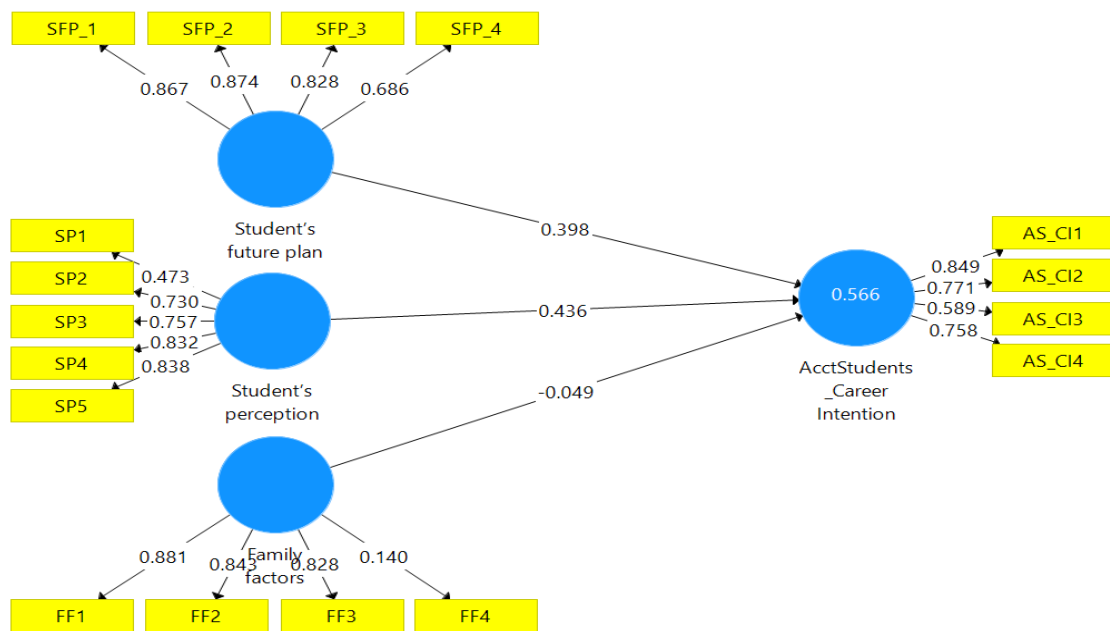 SFP_1 SFP_2 SFP_3 SFP_4
0.867 0.874 0.828 0.686
Student's
future plan
0.398
SP1
SP2
SP3
SP4
SP5
0.473
0.730
0.757
0.832
0.838
Student's
perception
0.436
-0.049
0.566
AcctStudents
_Career
Intention
0.849
0.771
0.589
0.758
AS_CI1
AS_CI2
AS_CI3
AS_CI4
Family
factors
0.881 0.843 0.828 0.140
FF1 FF2 FF3 FF4